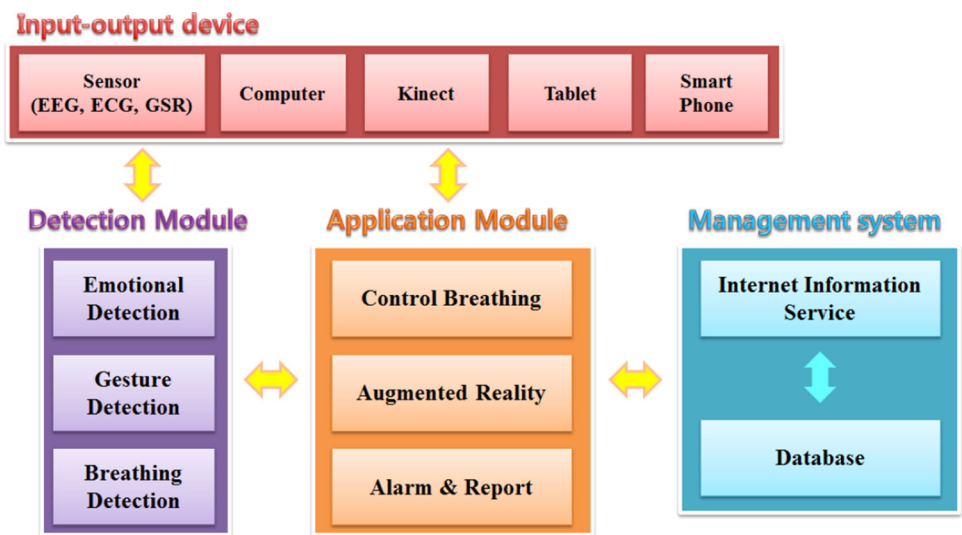 Input-output device
Sensor
(EEG, ECG, GSR)
Computer
Kinect
Tablet
Smart
Phone
Detection Module
Emotional
Detection
Gesture
Detection
Breathing
Detection
Application Module
Control Breathing
Augmented Reality
Alarm & Report
Management system
Internet Information
Service
Database